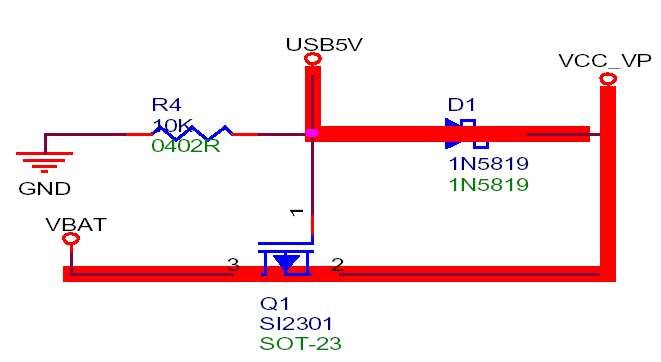 USB5V
VCC_VP
R4
10K
0402R
D1
1N5819
1N5819
GND
VBAT
1
3
2
Q1
SI2301
SOT-23